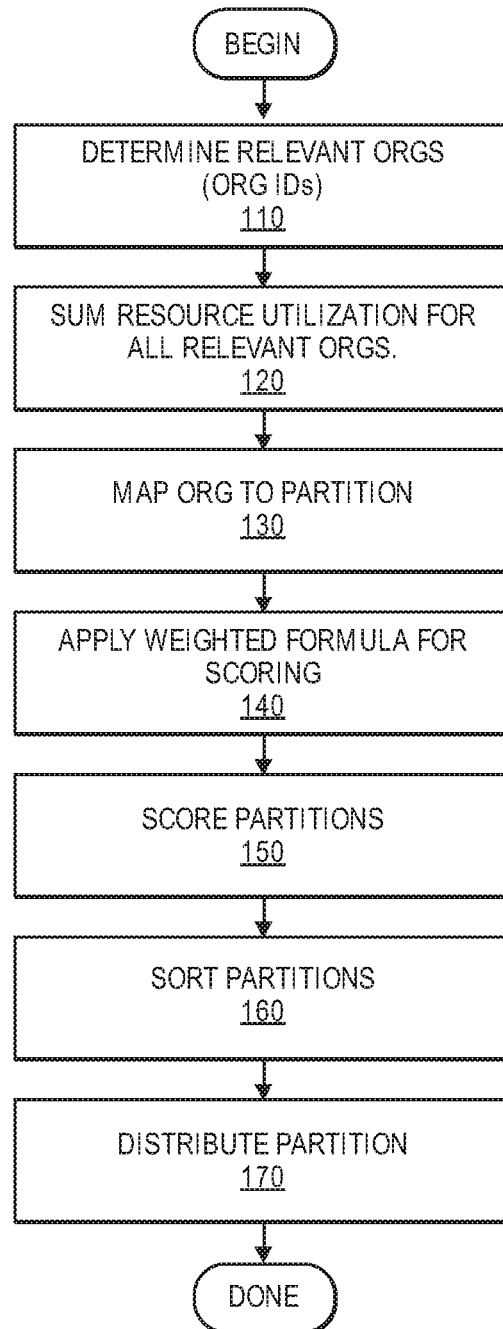 BEGIN
DETERMINE RELEVANT ORGS
(ORG IDs)
110
SUM RESOURCE UTILIZATION FOR
ALL RELEVANT ORGS.
120
MAP ORG TO PARTITION
130
APPLY WEIGHTED FORMULA FOR
SCORING
140
SCORE PARTITIONS
150
SORT PARTITIONS
160
DISTRIBUTE PARTITION
170
DONE